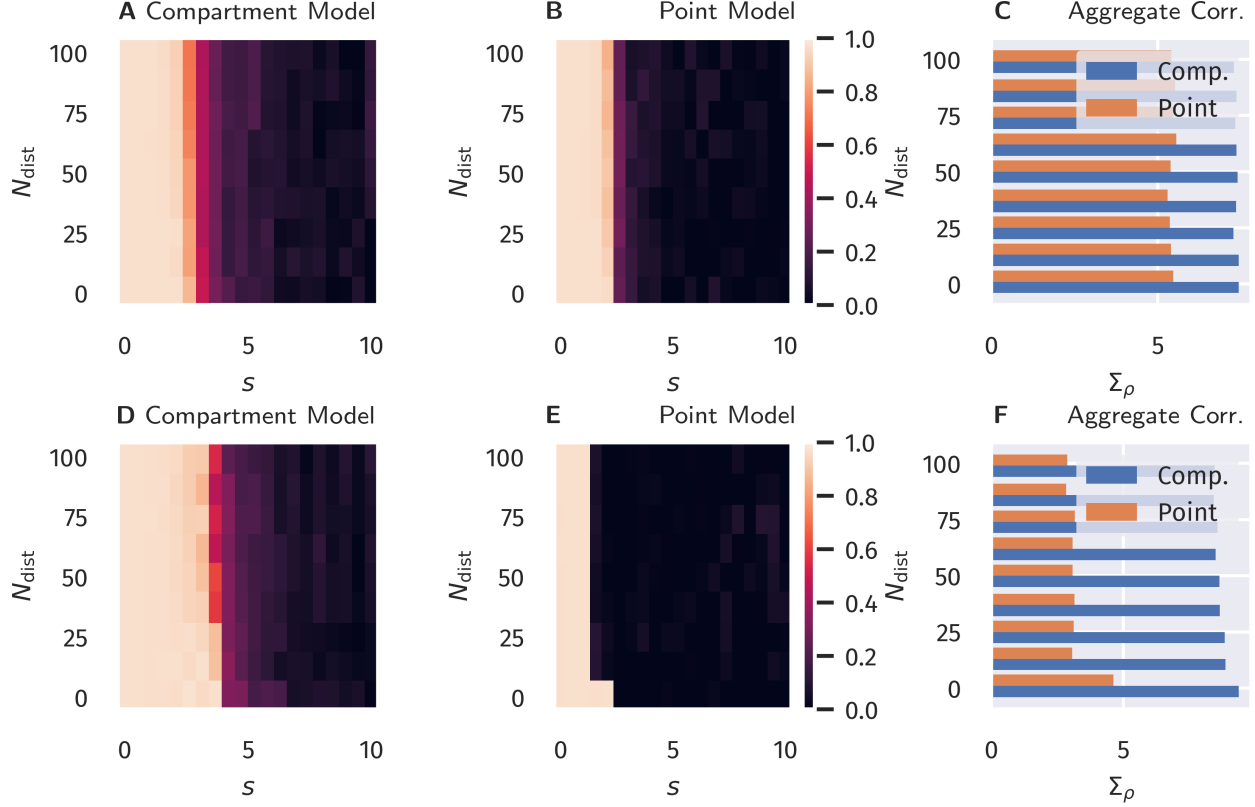 A Compartment Model
B Point Model
C Aggregate Corr.
100
75
50
25
0
N_dist
0 5 10
s
100
75
50
25
0
N_dist
0 5 10
s
1.0
0.8
0.6
0.4
0.2
0.0
100
75
50
25
0
N_dist
Comp.
Point
0 5
Σ_ρ
D Compartment Model
E Point Model
F Aggregate Corr.
100
75
50
25
0
N_dist
0 5 10
s
100
75
50
25
0
N_dist
0 5 10
s
1.0
0.8
0.6
0.4
0.2
0.0
100
75
50
25
0
N_dist
Comp.
Point
0 5
Σ_ρ